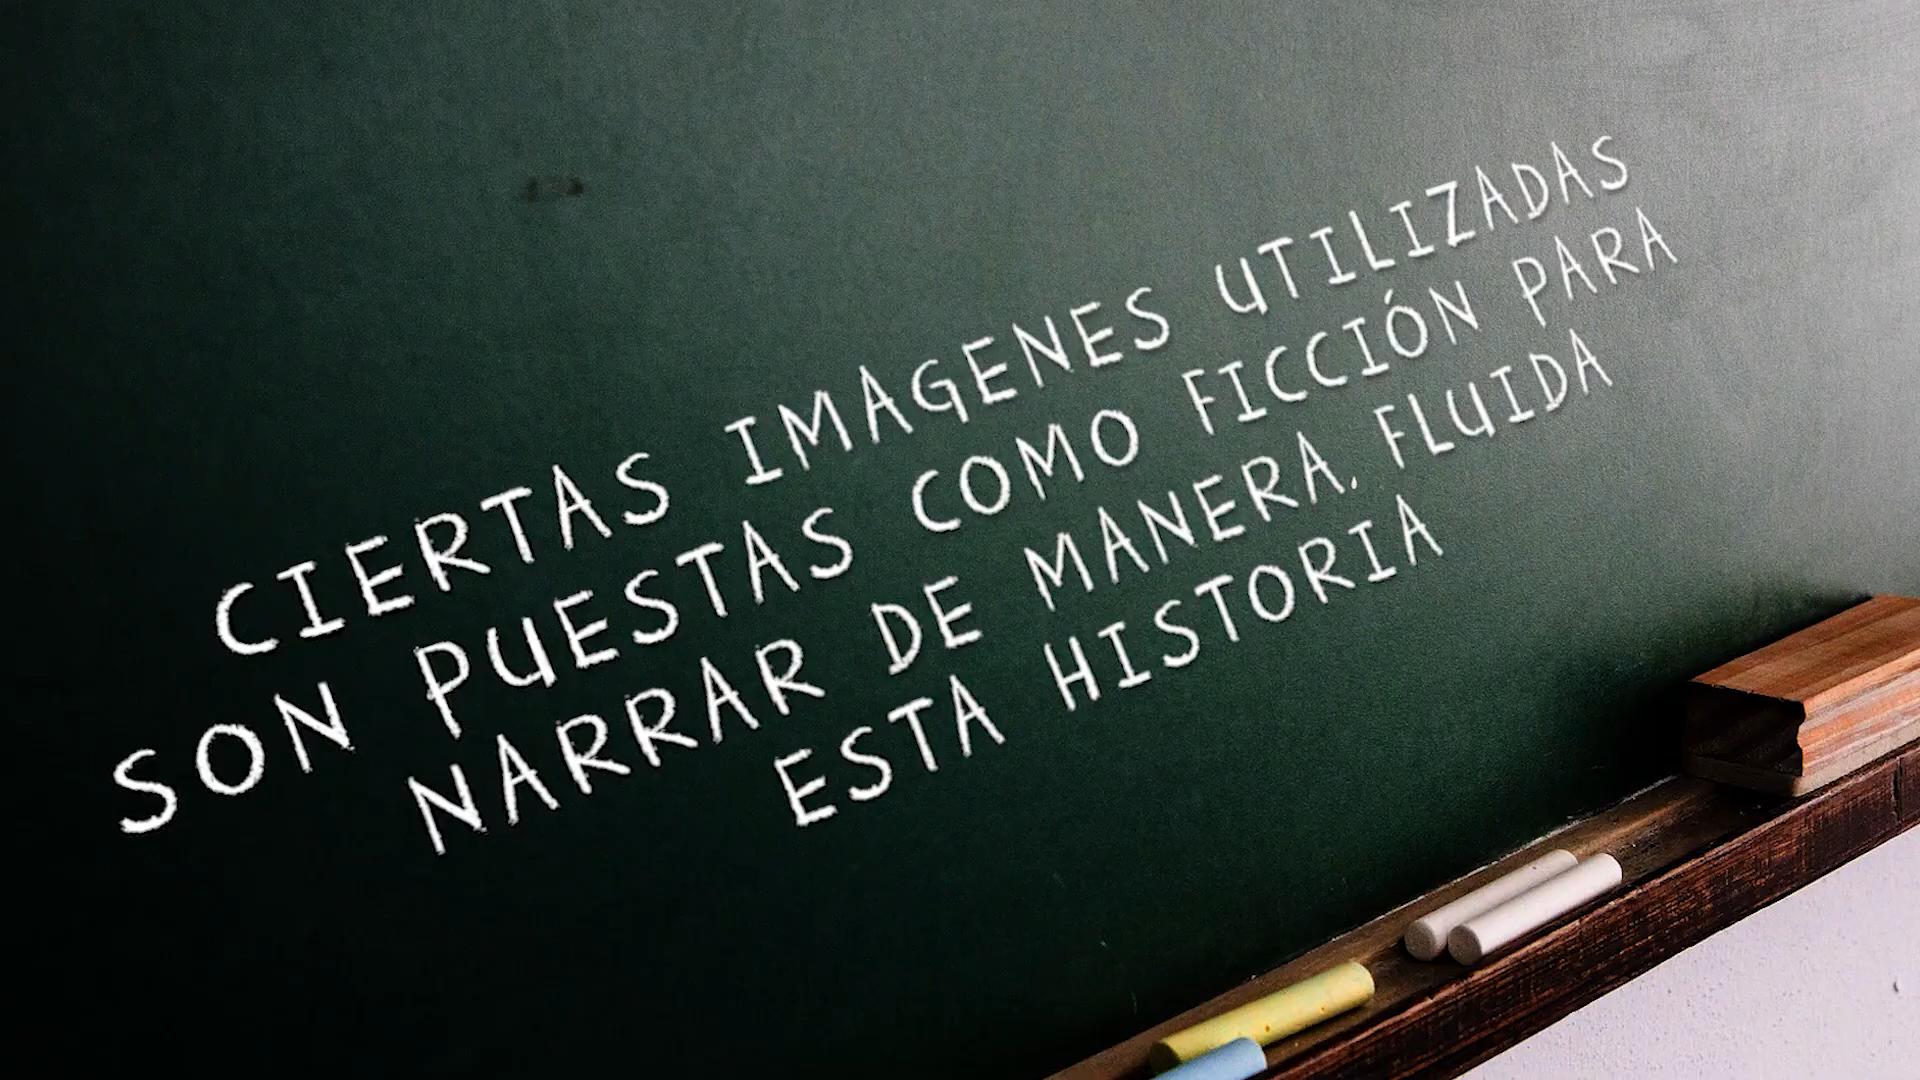 CIERTAS IMAGENES UTILIZADAS
SON PUESTAS COMO FICCIÓN PARA
NARRAR DE MANERA. FLUIDA
ESTA HISTORIA